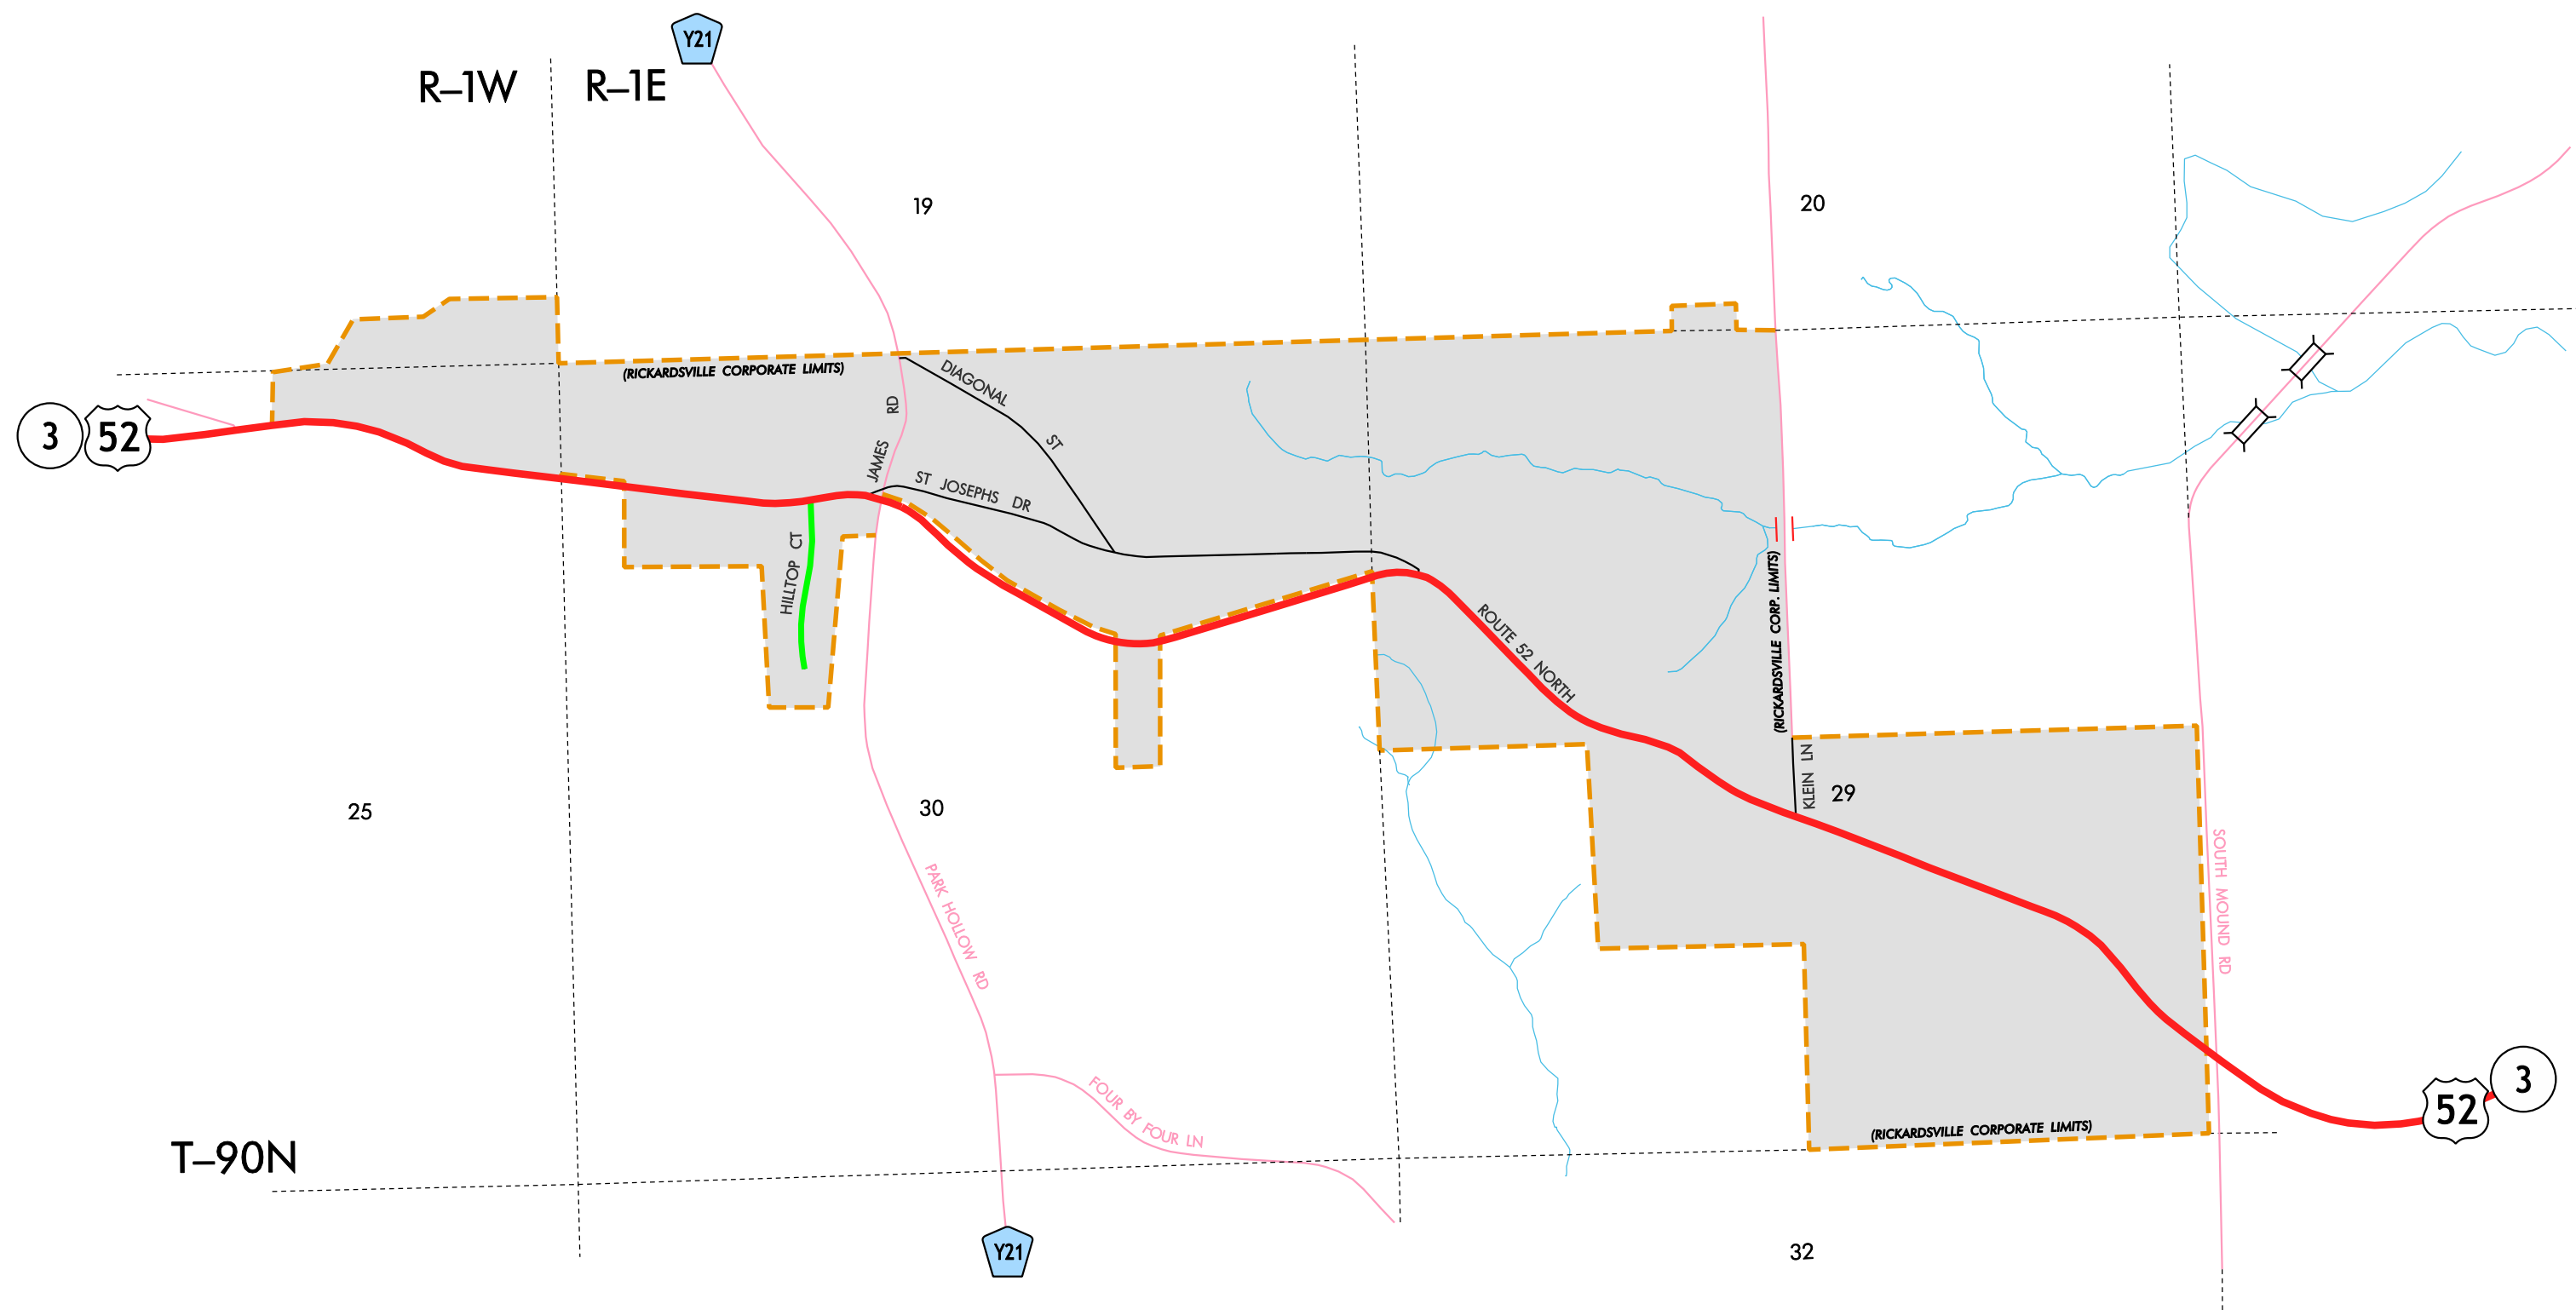 Y21
R–1W
R–1E
19
20
(RICKARDSVILLE CORPORATE LIMITS)
DIAGONAL ST
JAMES RD
3
52
ST JOSEPHS DR
HILLTOP CT
ROUTE 52 NORTH
(RICKARDSVILLE CORP. LIMITS)
KLEIN LN
29
25
30
SOUTH MOUND RD
PARK HOLLOW RD
FOUR BY FOUR LN
52
3
(RICKARDSVILLE CORPORATE LIMITS)
T–90N
Y21
32